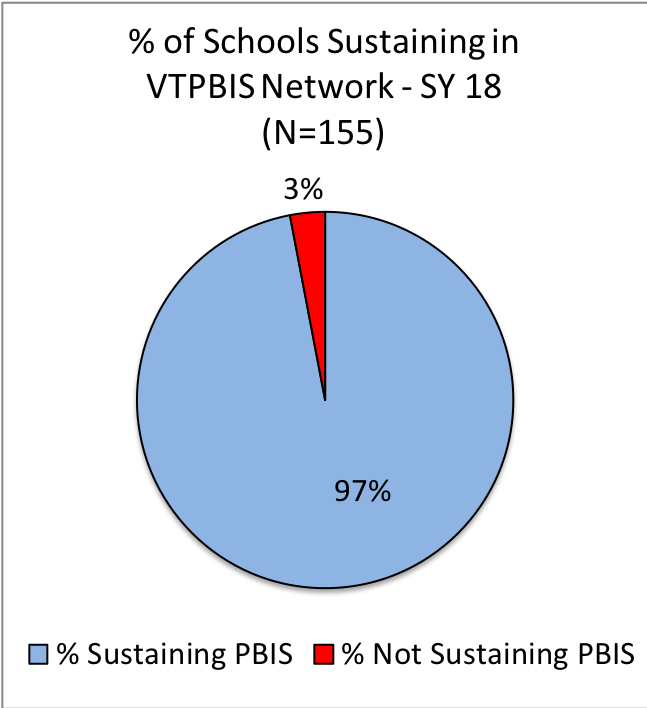 % of Schools Sustaining in
VTPBIS Network - SY 18
(N=155)
3%
97%
% Sustaining PBIS
% Not Sustaining PBIS